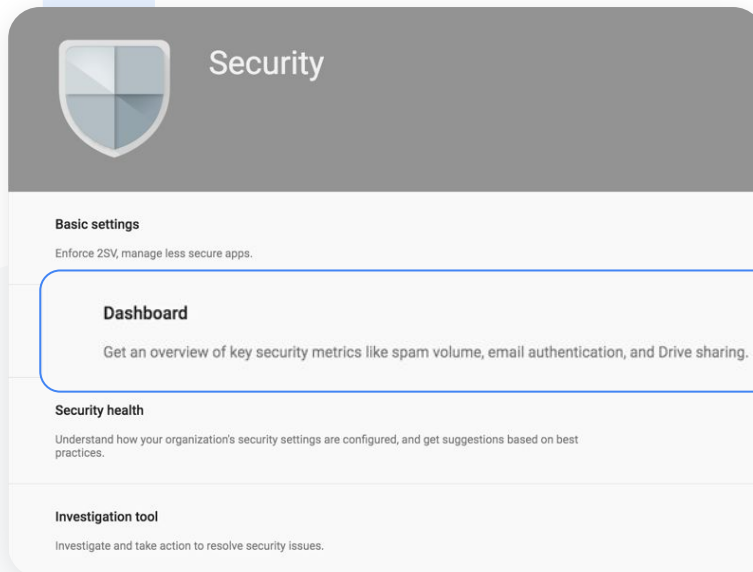 Security
Basic settings
Enforce 2SV, manage less secure apps.
Dashboard
Get an overview of key security metrics like spam volume, email authentication, and Drive sharing.
Security health
Understand how your organization's security settings are configured, and get suggestions based on best
practices.
Investigation tool
Investigate and take action to resolve security issues.